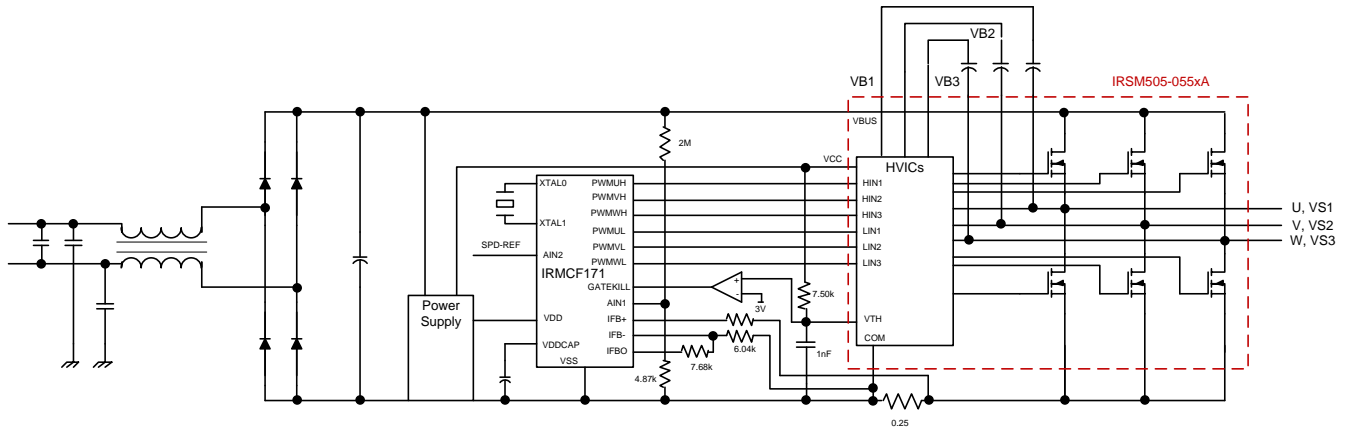 VB2
VB1
VB3
IRSM505-055xA
VBUS
2M
VCC
HVICs
XTAL0
PWMUH
HIN1
PWMVH
HIN2
PWMWH
HIN3
U, VS1
XTAL1
PWMUL
LIN1
V, VS2
SPD-REF
PWMVL
LIN2
W, VS3
AIN2
PWMWL
LIN3
IRMCF171
GATEKILL
+
-
7.50k
Power
Supply
AIN1
3V
VDD
IFB+
VTH
IFB-
COM
VDDCAP
IFBO
6.04k
1nF
VSS
7.68k
4.87k
0.25